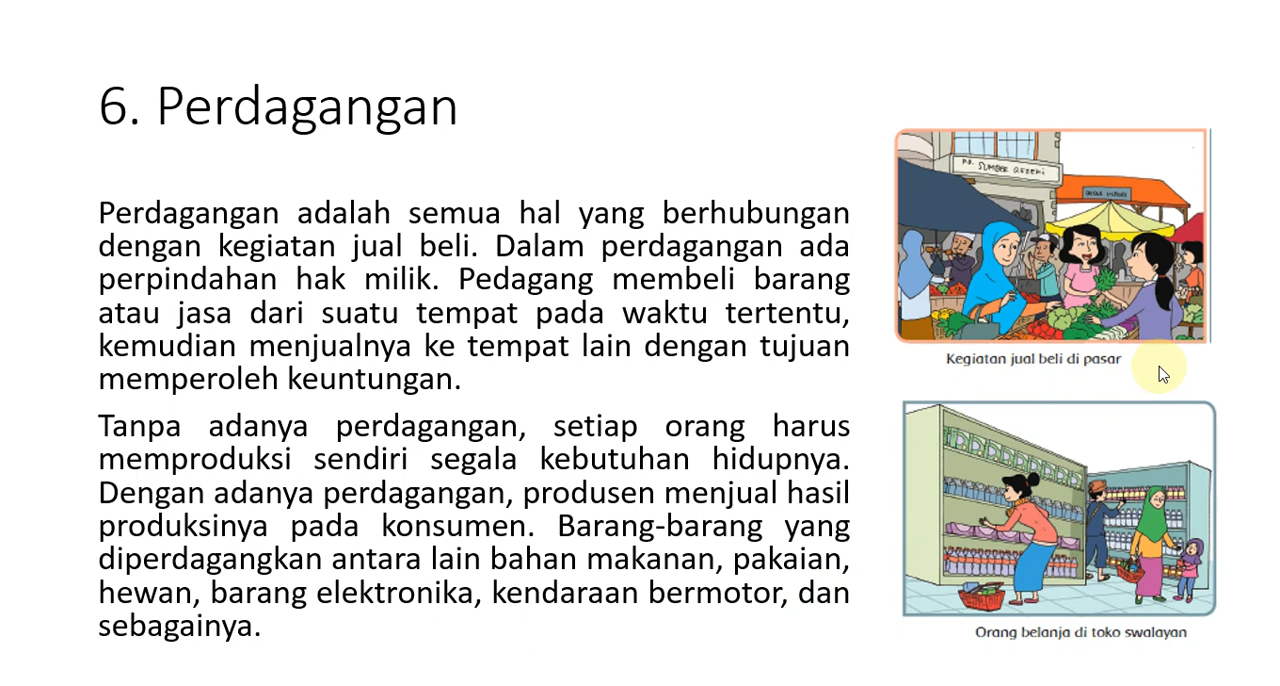 6. Perdagangan
Perdagangan adalah semua hal yang berhubungan
dengan kegiatan jual beli. Dalam perdagangan ada
perpindahan hak milik. Pedagang membeli barang
atau jasa dari suatu tempat pada waktu tertentu,
kemudian menjualnya ke tempat lain dengan tujuan
memperoleh keuntungan.
Tanpa adanya perdagangan, setiap orang harus
memproduksi sendiri segala kebutuhan hidupnya.
Dengan adanya perdagangan, produsen menjual hasil
produksinya pada konsumen. Barang-barang yang
diperdagangkan antara lain bahan makanan, pakaian,
hewan, barang elektronika, kendaraan bermotor, dan
sebagainya.
SUMBER
Kegiatan jual beli di pasar
Orang belanja di toko swalayan